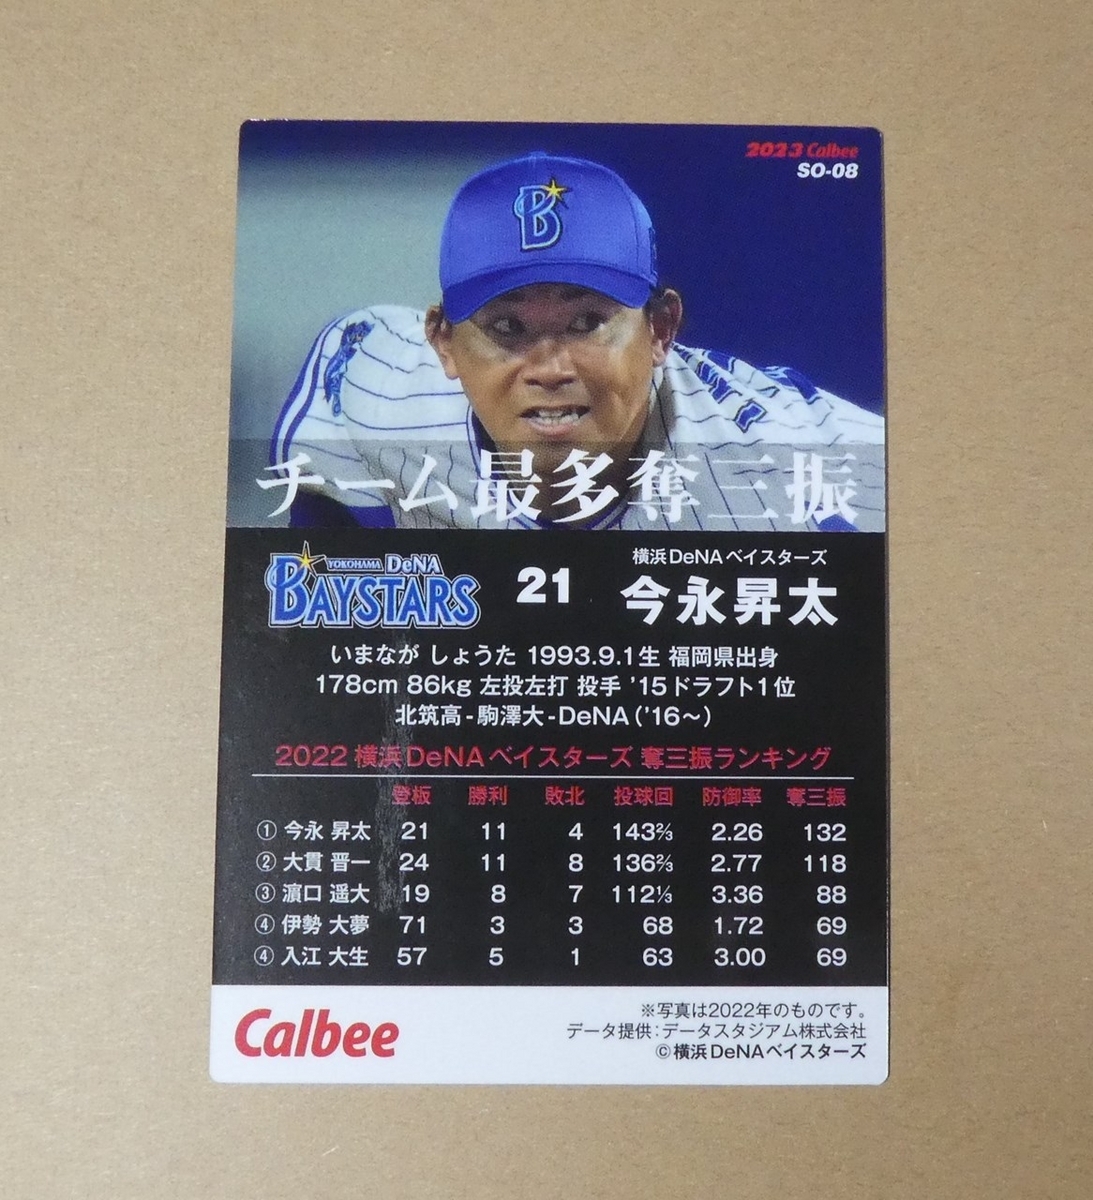 2023 Calbee
SO-08
B
チーム最多奪三振
YOKOHAMA DeNA
BAYSTARS
21
横浜DeNAベイスターズ
今永昇太
いまなが しょうた 1993.9.1生 福岡県出身
178cm 86kg 左投左打 投手 '15ドラフト1位
北筑高-駒澤大-DeNA('16～)
2022 横浜DeNAベイスターズ 奪三振ランキング
登板 勝利 敗北 投球回 防御率 奪三振
① 今永 昇太 21 11 4 143⅔ 2.26 132
② 大貫 晋一 24 11 8 136⅔ 2.77 118
③ 濵口 遥大 19 8 7 112⅓ 3.36 88
④ 伊勢 大夢 71 3 3 68 1.72 69
④ 入江 大生 57 5 1 63 3.00 69
Calbee
※写真は2022年のものです。
データ提供:データスタジアム株式会社
©横浜DeNAベイスターズ